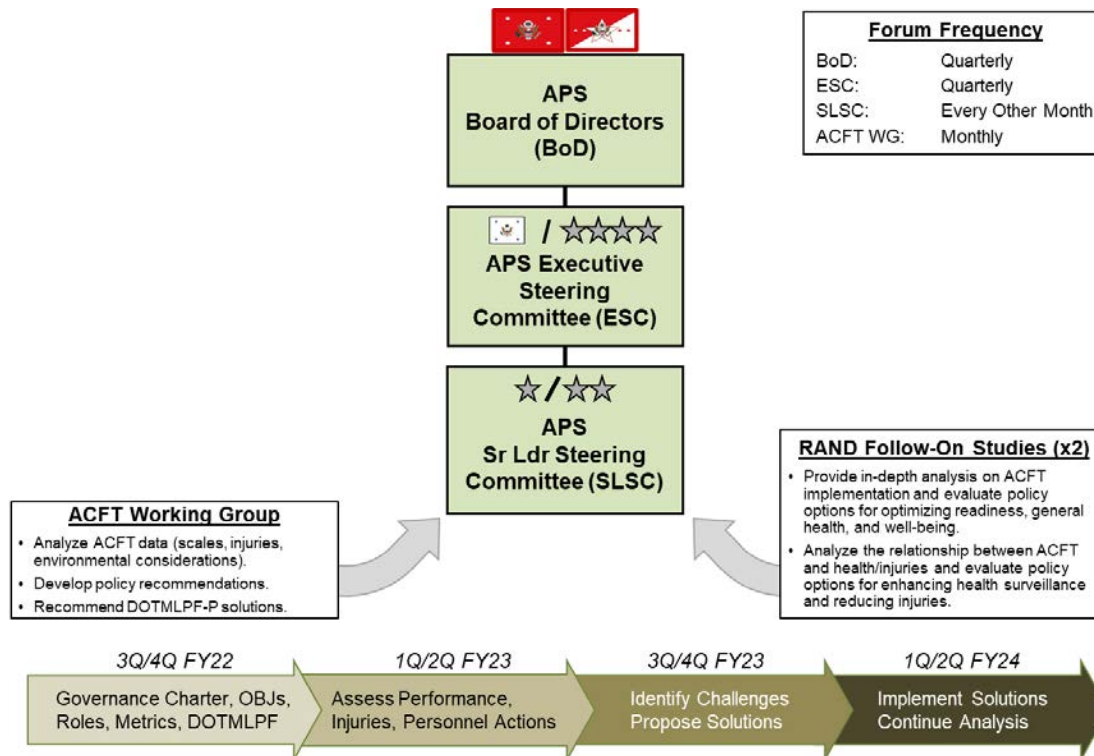 APS
Board of Directors
(BoD)
Forum Frequency
BoD: Quarterly
ESC: Quarterly
SLSC: Every Other Month
ACFT WG: Monthly
/
APS Executive
Steering
Committee (ESC)
/
APS
Sr Ldr Steering
Committee (SLSC)
ACFT Working Group
• Analyze ACFT data (scales, injuries,
environmental considerations).
• Develop policy recommendations.
• Recommend DOTMLPF-P solutions.
RAND Follow-On Studies (x2)
• Provide in-depth analysis on ACFT
implementation and evaluate policy
options for optimizing readiness, general
health, and well-being.
• Analyze the relationship between ACFT
and health/injuries and evaluate policy
options for enhancing health surveillance
and reducing injuries.
3Q/4Q FY22
Governance Charter, OBJs,
Roles, Metrics, DOTMLPF
1Q/2Q FY23
Assess Performance,
Injuries, Personnel Actions
3Q/4Q FY23
Identify Challenges
Propose Solutions
1Q/2Q FY24
Implement Solutions
Continue Analysis